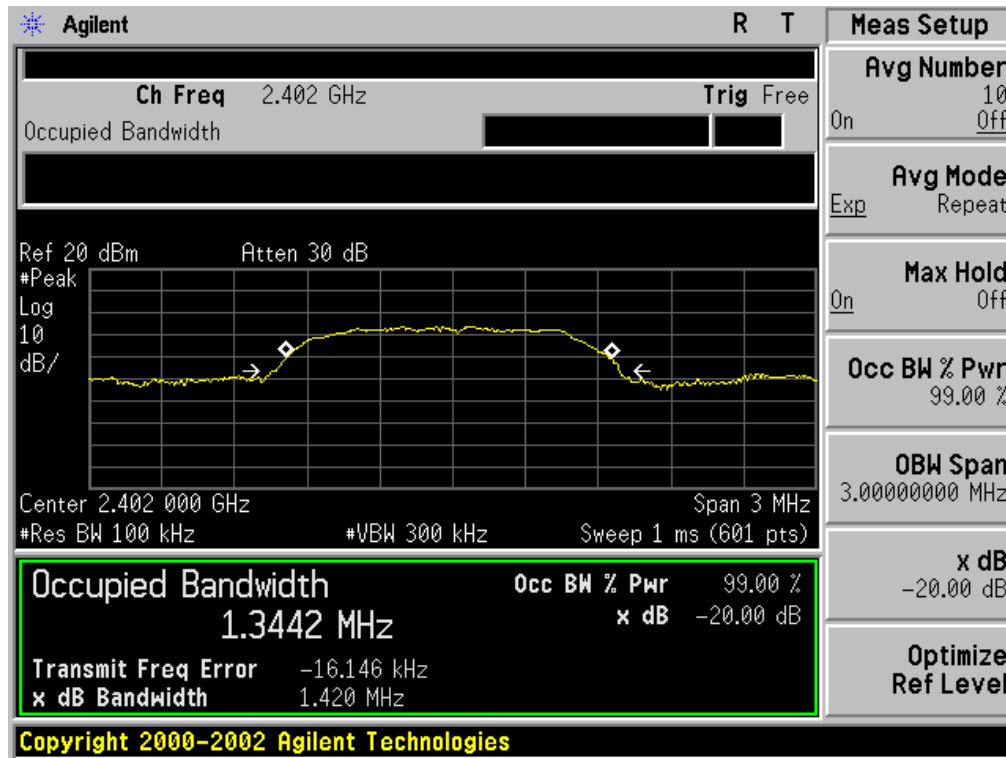 Agilent R T Meas Setup
Ch Freq 2.402 GHz Trig Free
Occupied Bandwidth
Ref 20 dBm Atten 30 dB
#Peak
Log
10
dB/
Center 2.402 000 GHz Span 3 MHz
#Res BW 100 kHz #VBW 300 kHz Sweep 1 ms (601 pts)
Occupied Bandwidth Occ BW % Pwr 99.00 %
1.3442 MHz x dB -20.00 dB
Transmit Freq Error -16.146 kHz
x dB Bandwidth 1.420 MHz
Copyright 2000-2002 Agilent Technologies
Avg Number
10
On Off
Avg Mode
Exp Repeat
Max Hold
On Off
Occ BW % Pwr
99.00 %
OBW Span
3.00000000 MHz
x dB
-20.00 dB
Optimize
Ref Level